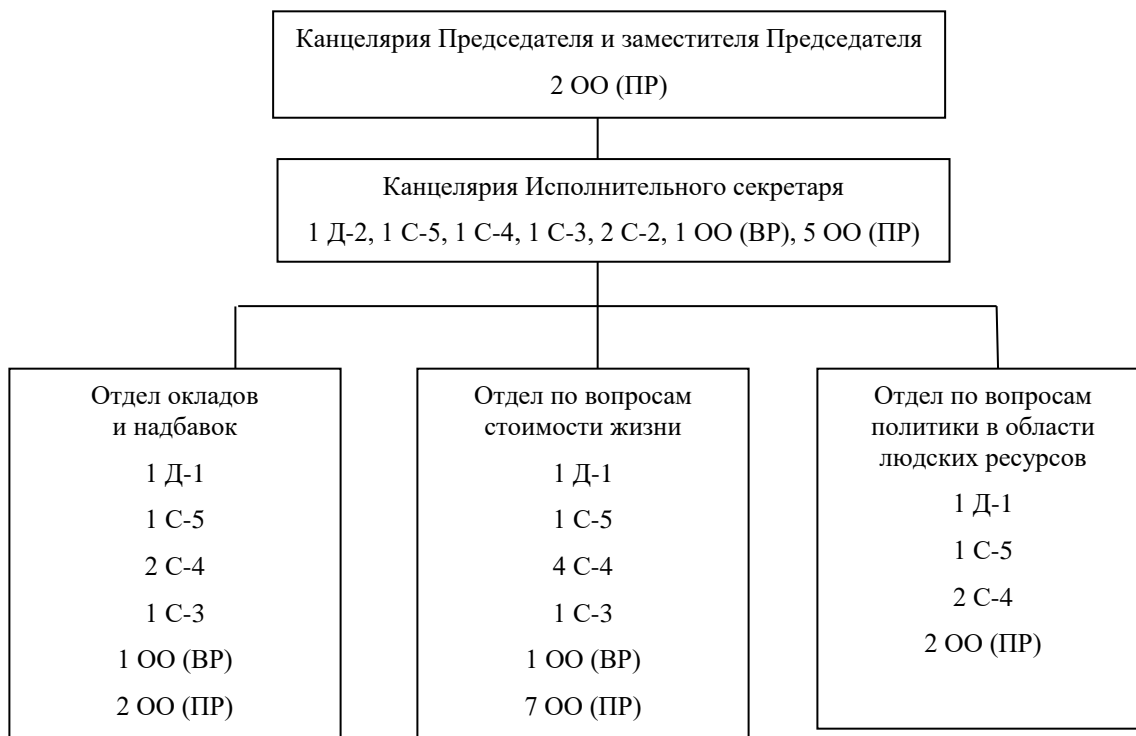 Канцелярия Председателя и заместителя Председателя
2 ОО (ПР)
Канцелярия Исполнительного секретаря
1 Д-2, 1 С-5, 1 С-4, 1 С-3, 2 С-2, 1 ОО (ВР), 5 ОО (ПР)
Отдел окладов
и надбавок
1 Д-1
1 С-5
2 С-4
1 С-3
1 ОО (ВР)
2 ОО (ПР)
Отдел по вопросам
стоимости жизни
1 Д-1
1 С-5
4 С-4
1 С-3
1 ОО (ВР)
7 ОО (ПР)
Отдел по вопросам
политики в области
людских ресурсов
1 Д-1
1 С-5
2 С-4
2 ОО (ПР)